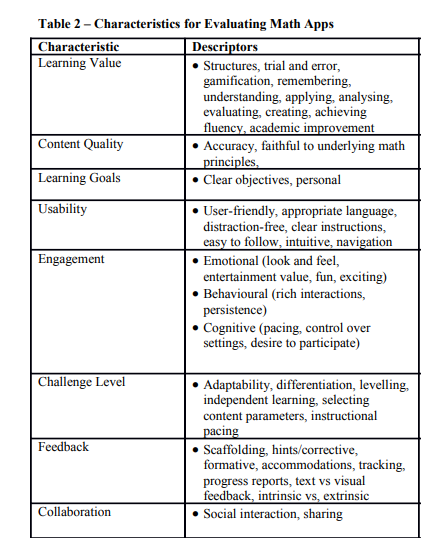 Table 2 – Characteristics for Evaluating Math Apps
Characteristic Descriptors
Learning Value • Structures, trial and error,
gamification, remembering,
understanding, applying, analysing,
evaluating, creating, achieving
fluency, academic improvement
Content Quality • Accuracy, faithful to underlying math
principles,
Learning Goals • Clear objectives, personal
Usability • User-friendly, appropriate language,
distraction-free, clear instructions,
easy to follow, intuitive, navigation
Engagement • Emotional (look and feel,
entertainment value, fun, exciting)
• Behavioural (rich interactions,
persistence)
• Cognitive (pacing, control over
settings, desire to participate)
Challenge Level • Adaptability, differentiation, levelling,
independent learning, selecting
content parameters, instructional
pacing
Feedback • Scaffolding, hints/corrective,
formative, accommodations, tracking,
progress reports, text vs visual
feedback, intrinsic vs, extrinsic
Collaboration • Social interaction, sharing